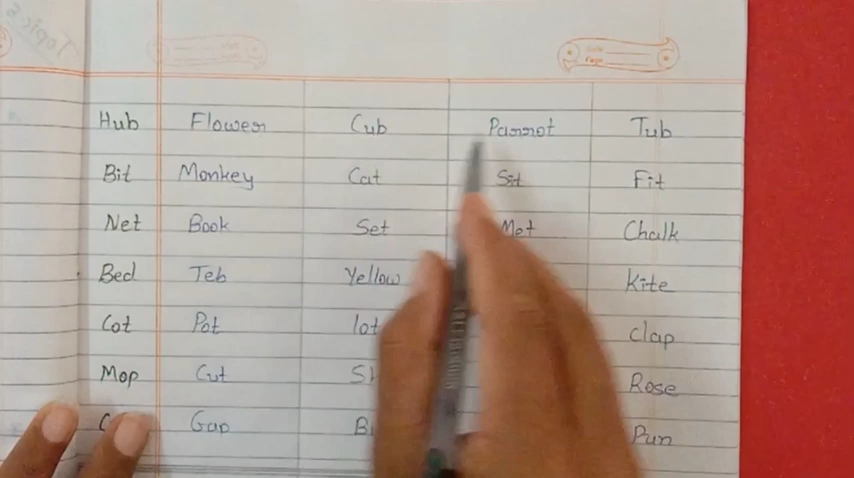 Hub Flower Cub Parrot Tub
Bit Monkey Cat Sit Fit
Net Book Set Met Chalk
Bed Teb Yellow Kite
Cot Pot lot clap
Mop Cut Rose
Gap Pun